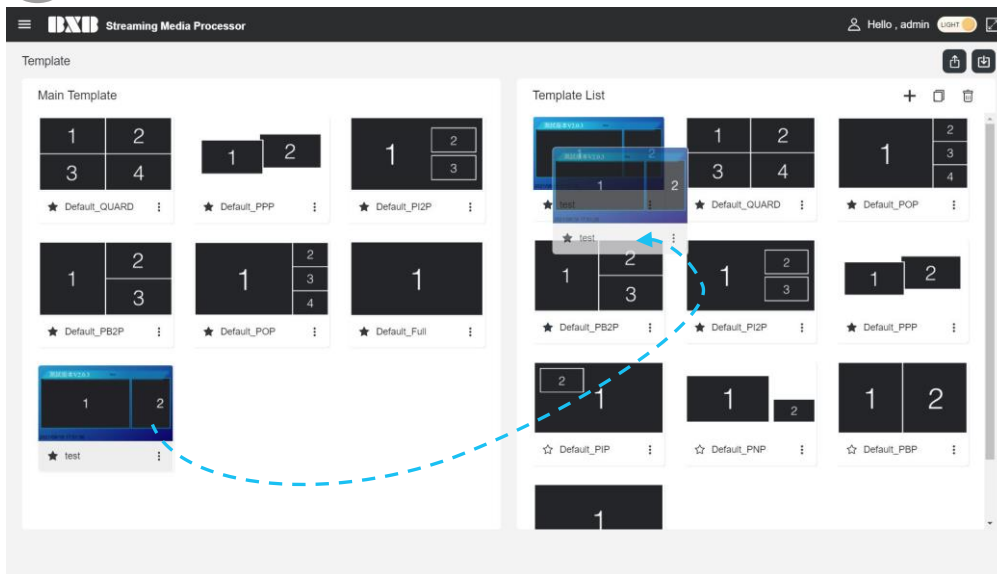 BXB Streaming Media Processor
Hello , admin
LIGHT
Template
Main Template
1 2 3 4
Default_QUARD
1 2
Default_PPP
1 2 3
Default_PI2P
1 2 3
Default_PB2P
1 2 3 4
Default_POP
1
Default_Full
1 2
test
Template List
1 2
test
1 2
test
1 2 3 4
Default_QUARD
1 2 3 4
Default_POP
1 2 3
Default_PB2P
1 2 3
Default_PI2P
1 2
Default_PPP
2 1
Default_PIP
1 2
Default_PNP
1 2
Default_PBP
1